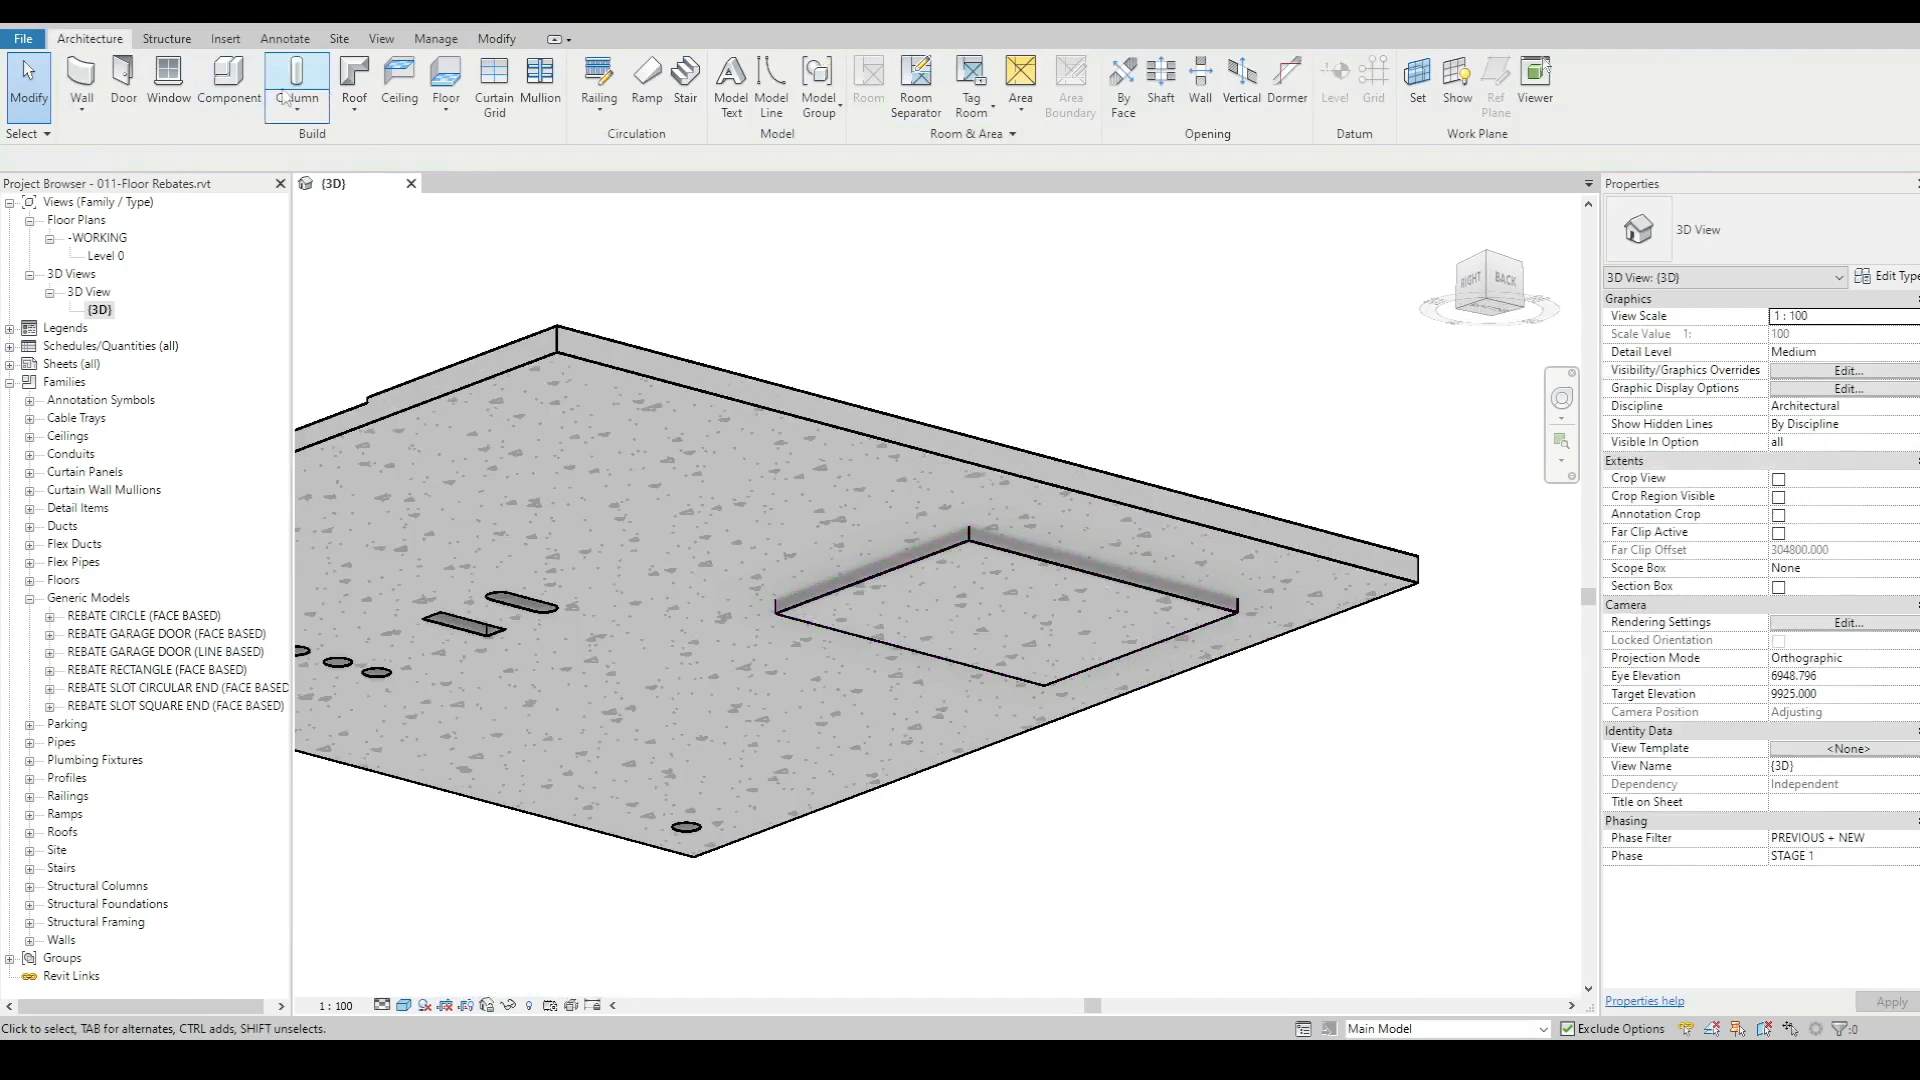 File Architecture Structure Insert Annotate Site View Manage Modify
Modify Wall Door Window Component Column Roof Ceiling Floor Curtain Grid Mullion Railing Ramp Stair Model Text Model Line Model Group Room Room Separator Tag Room Area Area Boundary By Face Shaft Wall Vertical Dormer Level Grid Set Show Ref Plane Viewer
Select Build Circulation Model Room & Area Opening Datum Work Plane
Project Browser - 011-Floor Rebates.rvt
Views (Family / Type)
Floor Plans
-WORKING
Level 0
3D Views
3D View
{3D}
Legends
Schedules/Quantities (all)
Sheets (all)
Families
Annotation Symbols
Cable Trays
Ceilings
Conduits
Curtain Panels
Curtain Wall Mullions
Detail Items
Ducts
Flex Ducts
Flex Pipes
Floors
Generic Models
REBATE CIRCLE (FACE BASED)
REBATE GARAGE DOOR (FACE BASED)
REBATE GARAGE DOOR (LINE BASED)
REBATE RECTANGLE (FACE BASED)
REBATE SLOT CIRCULAR END (FACE BASED
REBATE SLOT SQUARE END (FACE BASED)
Parking
Pipes
Plumbing Fixtures
Profiles
Railings
Ramps
Roofs
Site
Stairs
Structural Columns
Structural Foundations
Structural Framing
Walls
Groups
Revit Links
{3D}
RIGHT BACK
1 : 100
Properties
3D View
3D View: {3D} Edit Type
Graphics
View Scale 1 : 100
Scale Value 1: 100
Detail Level Medium
Visibility/Graphics Overrides Edit...
Graphic Display Options Edit...
Discipline Architectural
Show Hidden Lines By Discipline
Visible In Option all
Extents
Crop View
Crop Region Visible
Annotation Crop
Far Clip Active
Far Clip Offset 304800.000
Scope Box None
Section Box
Camera
Rendering Settings Edit...
Locked Orientation
Projection Mode Orthographic
Eye Elevation 6948.796
Target Elevation 9925.000
Camera Position Adjusting
Identity Data
View Template <None>
View Name {3D}
Dependency Independent
Title on Sheet
Phasing
Phase Filter PREVIOUS + NEW
Phase STAGE 1
Properties help Apply
Click to select, TAB for alternates, CTRL adds, SHIFT unselects.
Main Model Exclude Options :0